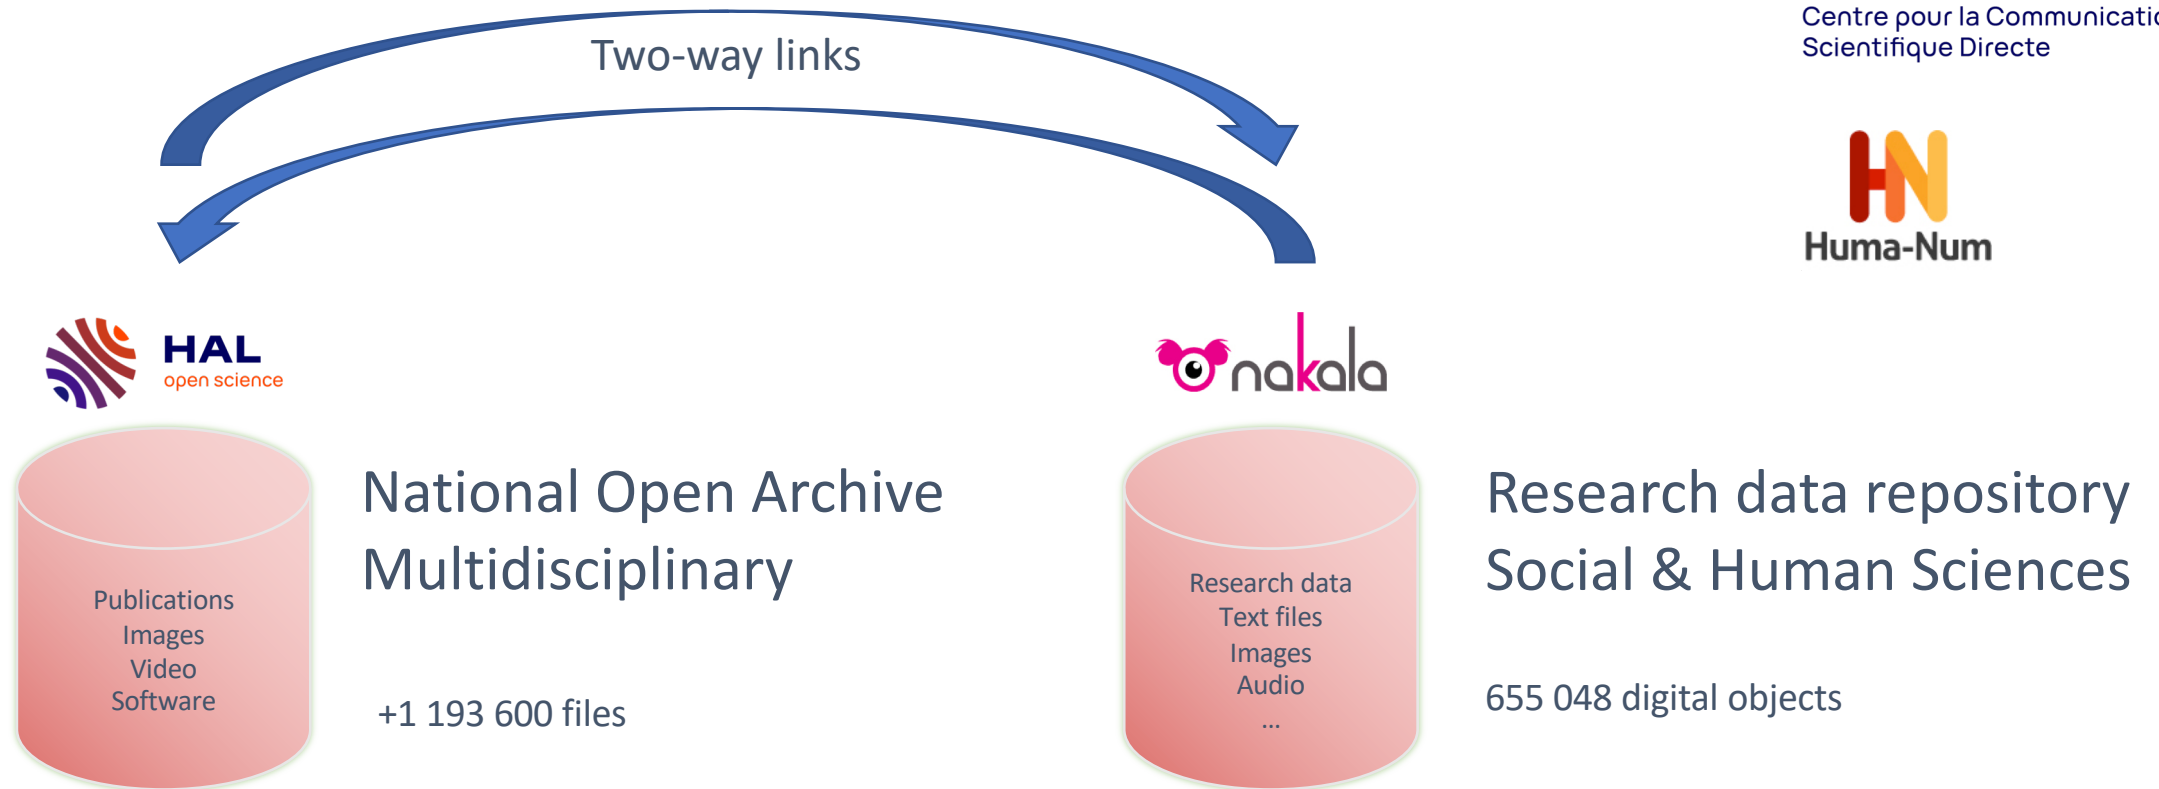 Centre pour la Communicatio
Scientifique Directe
Two-way links
HN
Huma-Num
HAL
open science
nakala
National Open Archive
Multidisciplinary
Publications
Images
Video
Software
+1 193 600 files
Research data
Text files
Images
Audio
...
Research data repository
Social & Human Sciences
655 048 digital objects